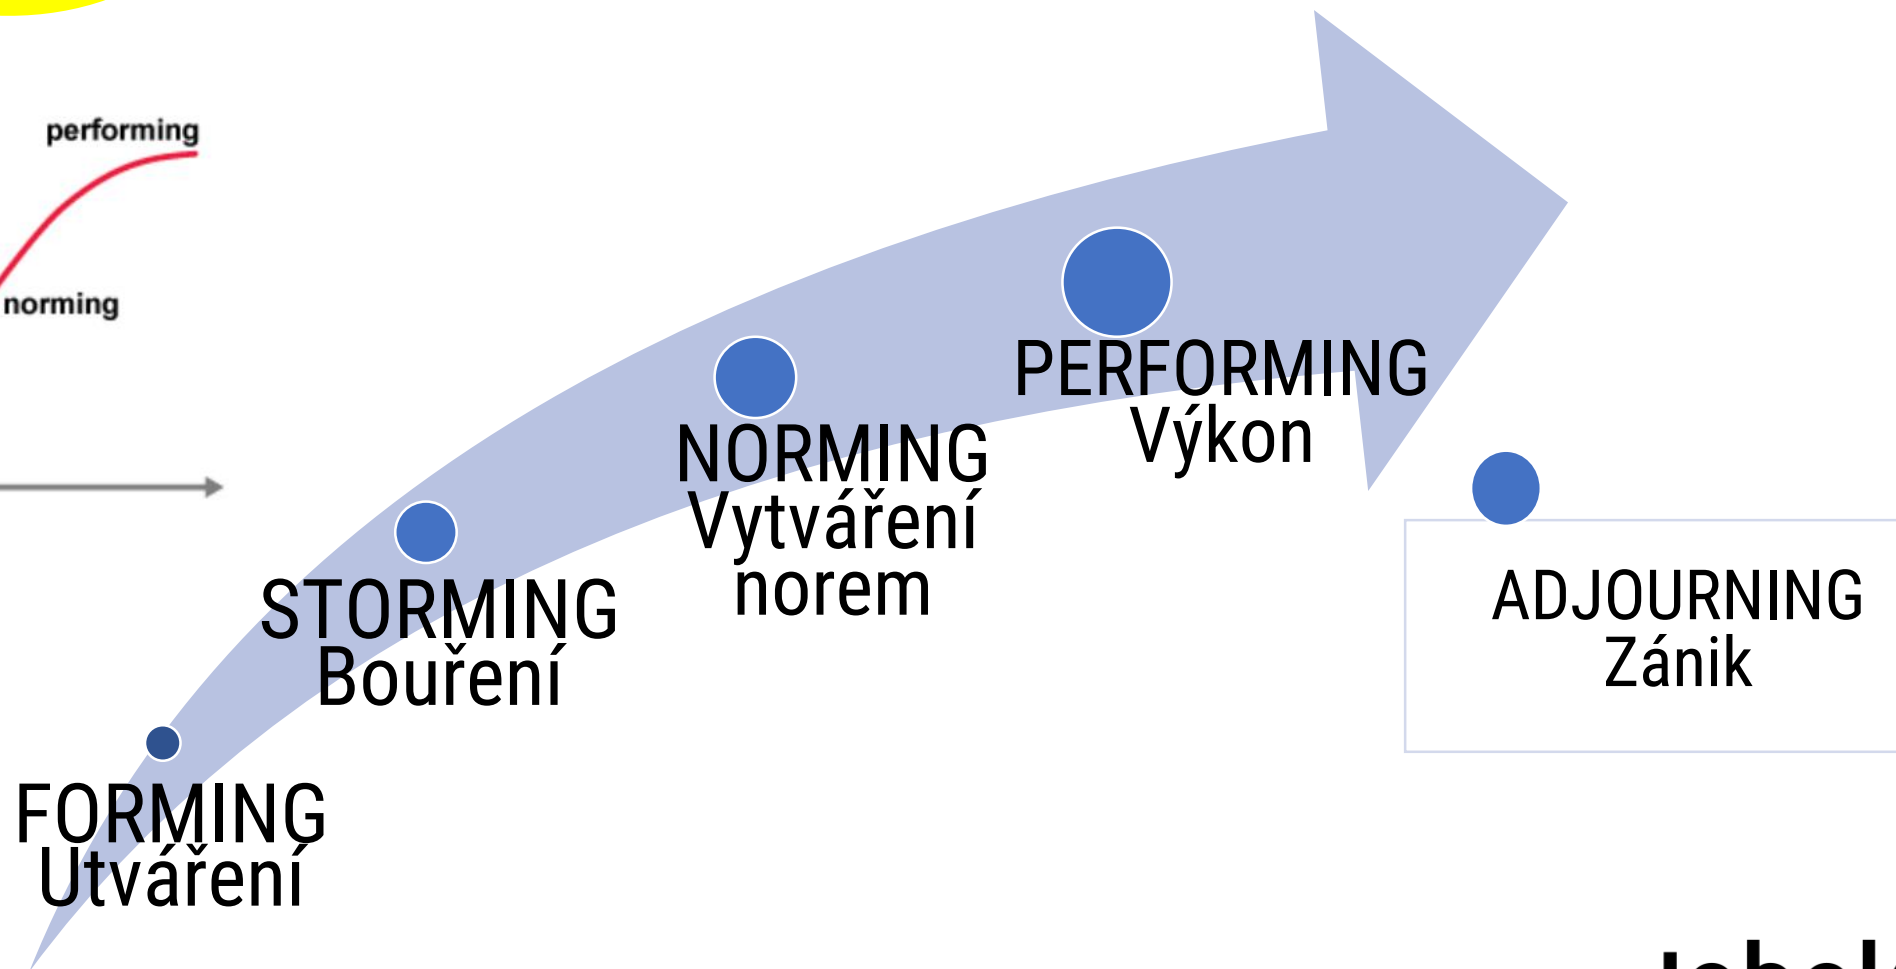 performing
norming
PERFORMING
Výkon
NORMING
Vytváření
norem
STORMING
Bouření
ADJOURNING
Zánik
FORMING
Utváření